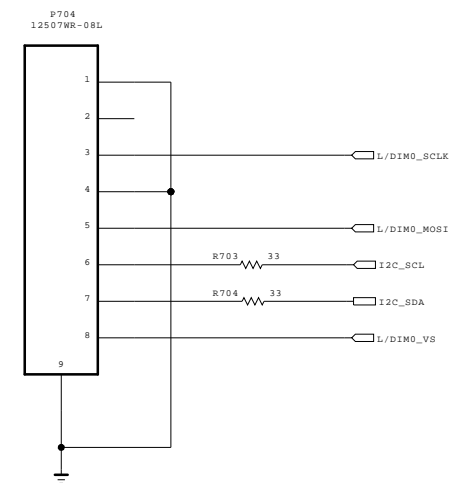 P704
12507WR-08L
1
2
3 L/DIM0_SCLK
4
5 L/DIM0_MOSI
6 R703 33 I2C_SCL
7 R704 33 I2C_SDA
8 L/DIM0_VS
9